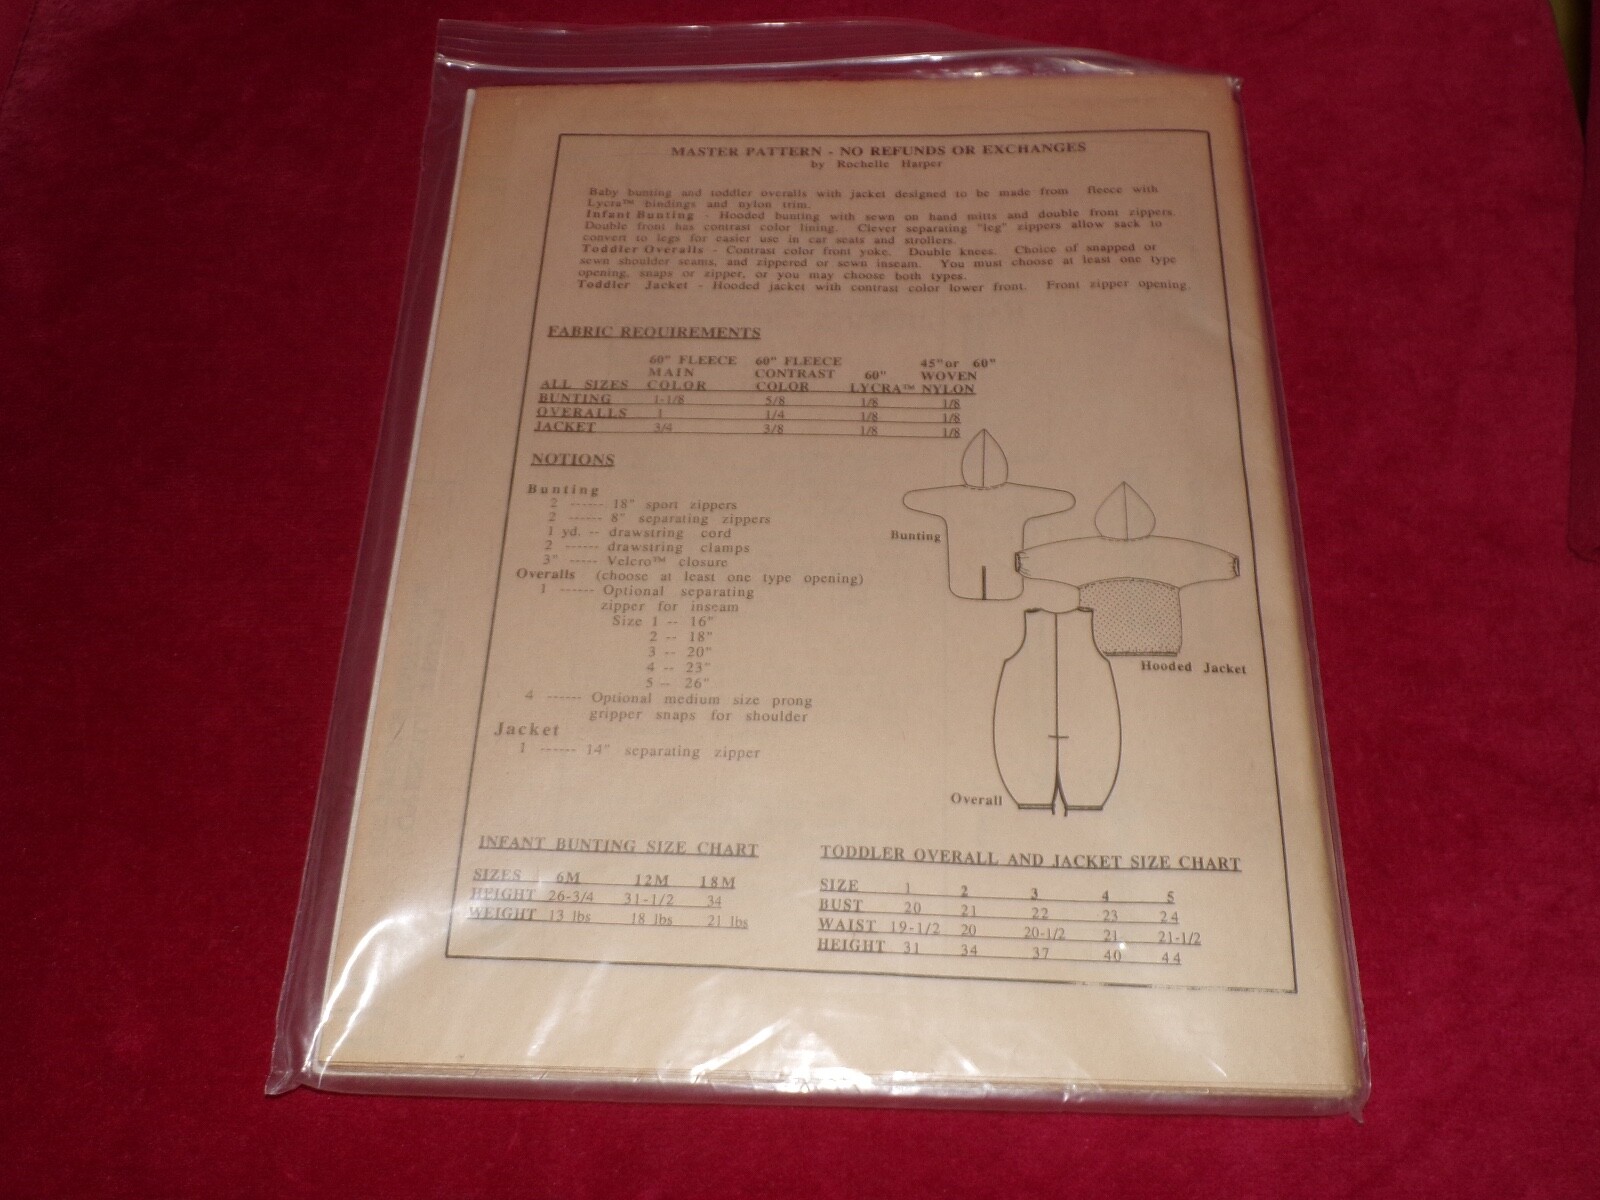 MASTER PATTERN - NO REFUNDS OR EXCHANGES
by Rochelle Harper
Baby bunting and toddler overalls with jacket designed to be made from fleece with
Lycra™ bindings and nylon trim.
Infant Bunting - Hooded bunting with sewn on hand mitts and double front zippers.
Double front has contrast color lining. Clever separating "leg" zippers allow sack to
convert to legs for easier use in car seats and strollers.
Toddler Overalls - Contrast color front yoke. Double knees. Choice of snapped or
sewn shoulder seams, and zippered or sewn inseam. You must choose at least one type
opening, snaps or zipper, or you may choose both types.
Toddler Jacket - Hooded jacket with contrast color lower front. Front zipper opening.
FABRIC REQUIREMENTS
60" FLEECE 60" FLEECE 45"or 60"
MAIN CONTRAST 60" WOVEN
ALL SIZES COLOR COLOR LYCRA™ NYLON
BUNTING 1-1/8 5/8 1/8 1/8
OVERALLS 1 1/4 1/8 1/8
JACKET 3/4 3/8 1/8 1/8
NOTIONS
Bunting
2 ------ 18" sport zippers
2 ------ 8" separating zippers
1 yd. -- drawstring cord
2 ------ drawstring clamps
3" ----- Velcro™ closure
Overalls (choose at least one type opening)
1 ------ Optional separating
zipper for inseam
Size 1 -- 16"
2 -- 18"
3 -- 20"
4 -- 23"
5 -- 26"
4 ------ Optional medium size prong
gripper snaps for shoulder
Jacket
1 ------ 14" separating zipper
Bunting
Hooded Jacket
Overall
INFANT BUNTING SIZE CHART
SIZES 6M 12M 18M
HEIGHT 26-3/4 31-1/2 34
WEIGHT 13 lbs 18 lbs 21 lbs
TODDLER OVERALL AND JACKET SIZE CHART
SIZE 1 2 3 4 5
BUST 20 21 22 23 24
WAIST 19-1/2 20 20-1/2 21 21-1/2
HEIGHT 31 34 37 40 44